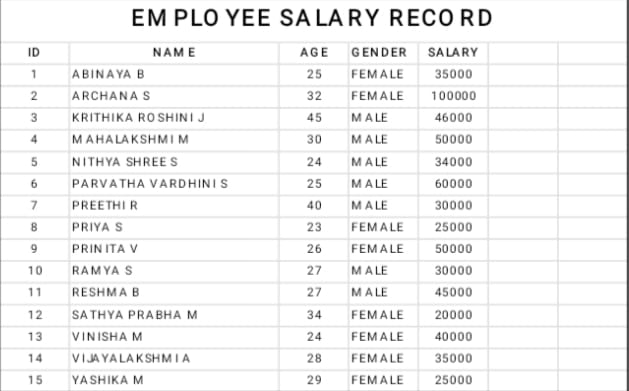 EMPLOYEE SALARY RECORD
ID NAME AGE GENDER SALARY
1 ABINAYA B 25 FEMALE 35000
2 ARCHANA S 32 FEMALE 100000
3 KRITHIKA ROSHINI J 45 MALE 46000
4 MAHALAKSHMI M 30 MALE 50000
5 NITHYA SHREE S 24 MALE 34000
6 PARVATHA VARDHINI S 25 MALE 60000
7 PREETHI R 40 MALE 30000
8 PRIYA S 23 FEMALE 25000
9 PRINITA V 26 FEMALE 50000
10 RAMYA S 27 MALE 30000
11 RESHMA B 27 MALE 45000
12 SATHYA PRABHA M 34 FEMALE 20000
13 VINISHA M 24 FEMALE 40000
14 VIJAYALAKSHMI A 28 FEMALE 35000
15 YASHIKA M 29 FEMALE 25000